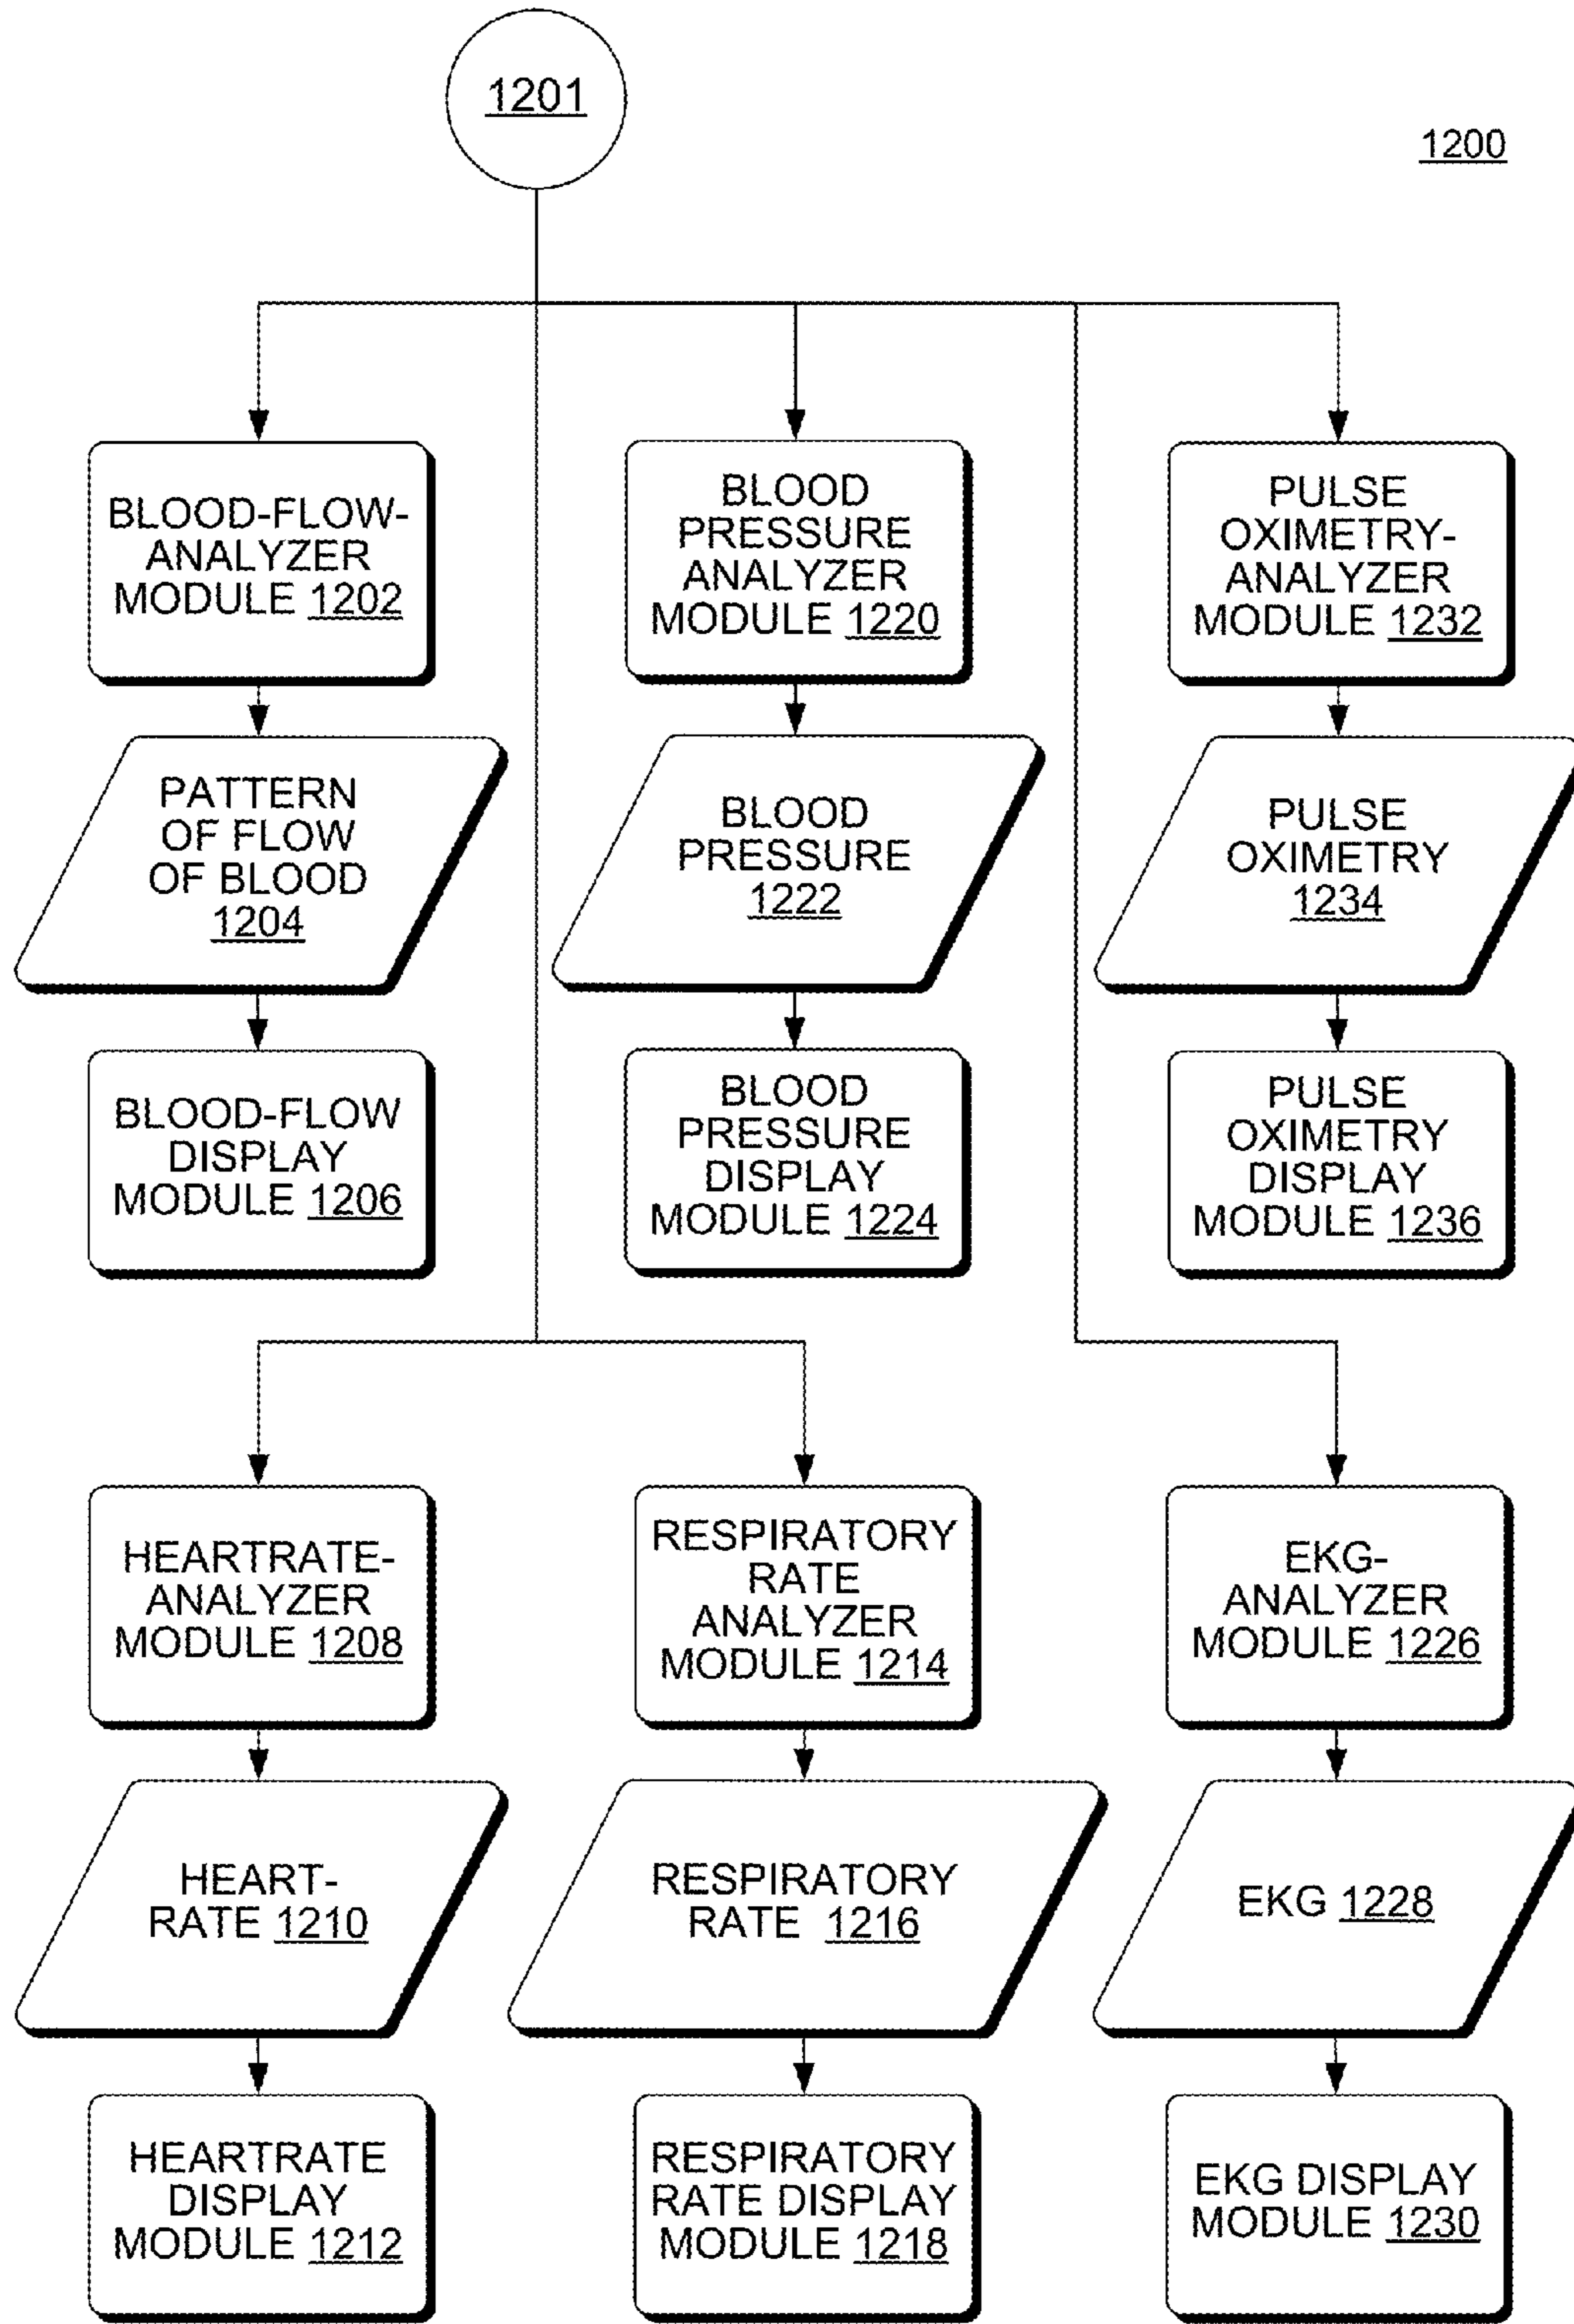 1201
1200
BLOOD-FLOW-
ANALYZER
MODULE 1202
BLOOD
PRESSURE
ANALYZER
MODULE 1220
PULSE
OXIMETRY-
ANALYZER
MODULE 1232
PATTERN
OF FLOW
OF BLOOD
1204
BLOOD
PRESSURE
1222
PULSE
OXIMETRY
1234
BLOOD-FLOW
DISPLAY
MODULE 1206
BLOOD
PRESSURE
DISPLAY
MODULE 1224
PULSE
OXIMETRY
DISPLAY
MODULE 1236
HEARTRATE-
ANALYZER
MODULE 1208
RESPIRATORY
RATE
ANALYZER
MODULE 1214
EKG-
ANALYZER
MODULE 1226
HEART-
RATE 1210
RESPIRATORY
RATE 1216
EKG 1228
HEARTRATE
DISPLAY
MODULE 1212
RESPIRATORY
RATE DISPLAY
MODULE 1218
EKG DISPLAY
MODULE 1230